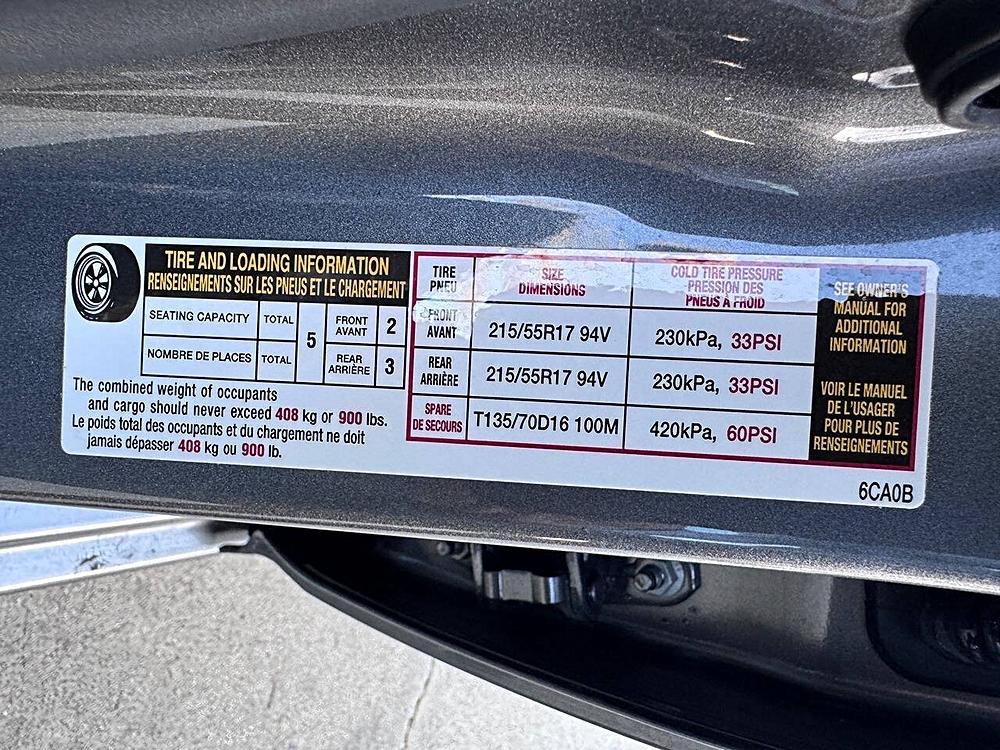 TIRE AND LOADING INFORMATION
RENSEIGNEMENTS SUR LES PNEUS ET LE CHARGEMENT
SEATING CAPACITY TOTAL 5 FRONT AVANT 2
NOMBRE DE PLACES TOTAL REAR ARRIÈRE 3
The combined weight of occupants
and cargo should never exceed 408 kg or 900 lbs.
Le poids total des occupants et du chargement ne doit
jamais dépasser 408 kg ou 900 lb.
TIRE PNEU SIZE DIMENSIONS COLD TIRE PRESSURE PRESSION DES PNEUS À FROID
FRONT AVANT 215/55R17 94V 230kPa, 33PSI
REAR ARRIÈRE 215/55R17 94V 230kPa, 33PSI
SPARE DE SECOURS T135/70D16 100M 420kPa, 60PSI
SEE OWNER'S
MANUAL FOR
ADDITIONAL
INFORMATION
VOIR LE MANUEL
DE L'USAGER
POUR PLUS DE
RENSEIGNEMENTS
6CA0B